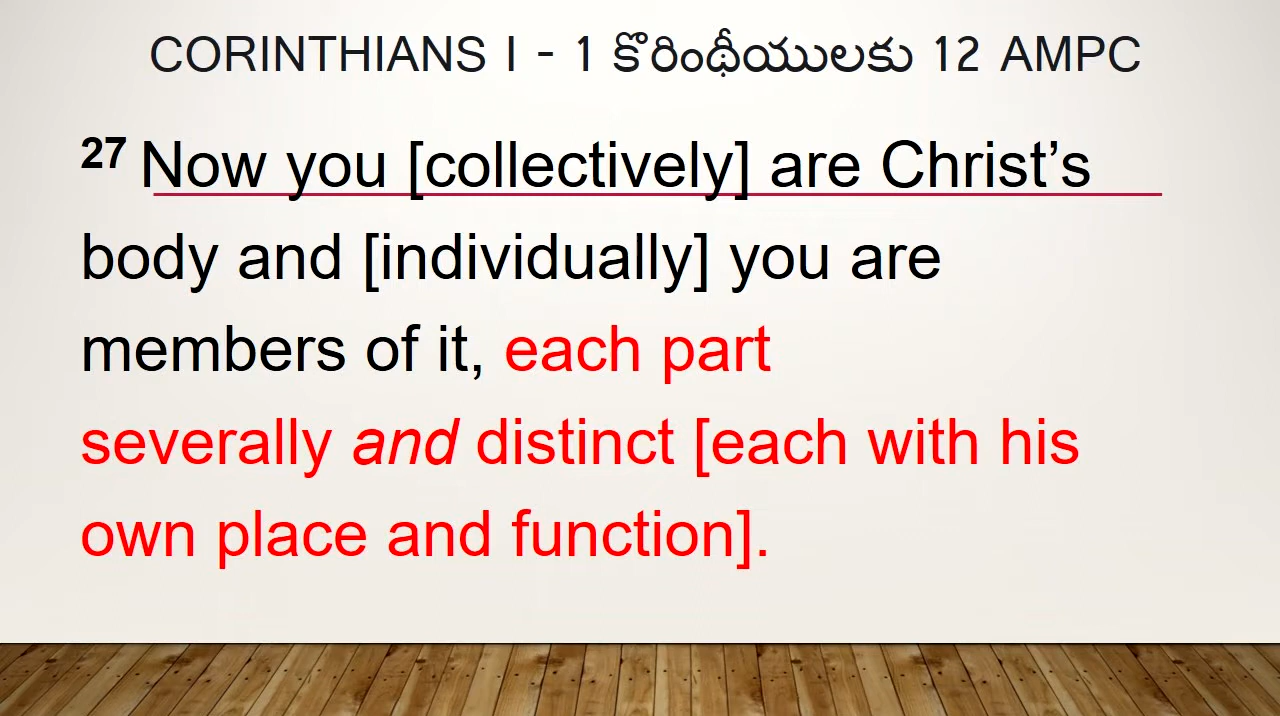 CORINTHIANS I - 1 కొరింథీయులకు 12 AMPC
27 Now you [collectively] are Christ’s
body and [individually] you are
members of it, each part
severally and distinct [each with his
own place and function].